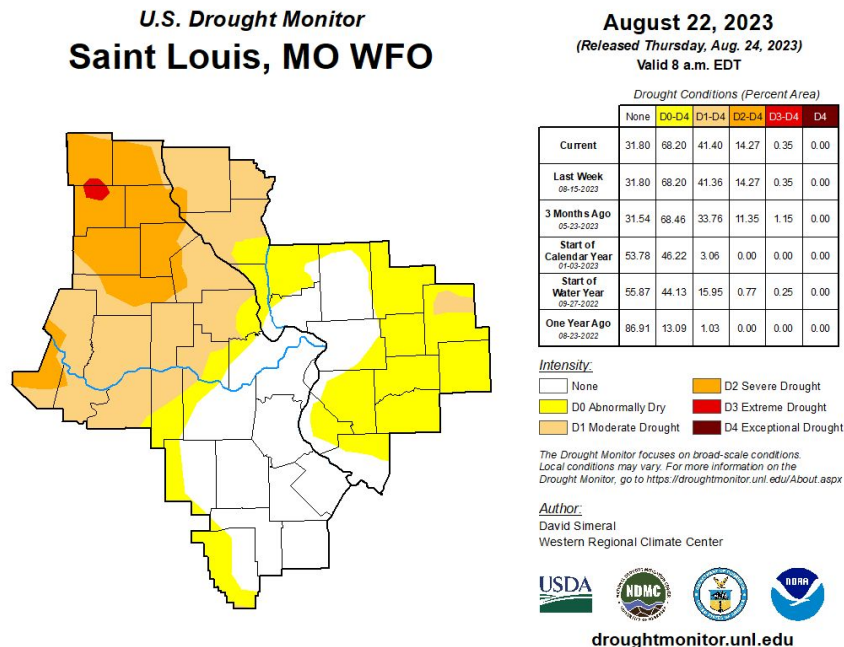 U.S. Drought Monitor
Saint Louis, MO WFO
August 22, 2023
(Released Thursday, Aug. 24, 2023)
Valid 8 a.m. EDT
Drought Conditions (Percent Area)
None D0-D4 D1-D4 D2-D4 D3-D4 D4
Current 31.80 68.20 41.40 14.27 0.35 0.00
Last Week
08-15-2023 31.80 68.20 41.36 14.27 0.35 0.00
3 Months Ago
05-23-2023 31.54 68.46 33.76 11.35 1.15 0.00
Start of
Calendar Year
01-03-2023 53.78 46.22 3.06 0.00 0.00 0.00
Start of
Water Year
09-27-2022 55.87 44.13 15.95 0.77 0.25 0.00
One Year Ago
08-23-2022 86.91 13.09 1.03 0.00 0.00 0.00
Intensity:
None
D0 Abnormally Dry
D1 Moderate Drought
D2 Severe Drought
D3 Extreme Drought
D4 Exceptional Drought
The Drought Monitor focuses on broad-scale conditions.
Local conditions may vary. For more information on the
Drought Monitor, go to https://droughtmonitor.unl.edu/About.aspx
Author:
David Simeral
Western Regional Climate Center
USDA
NDMC
NOAA
droughtmonitor.unl.edu